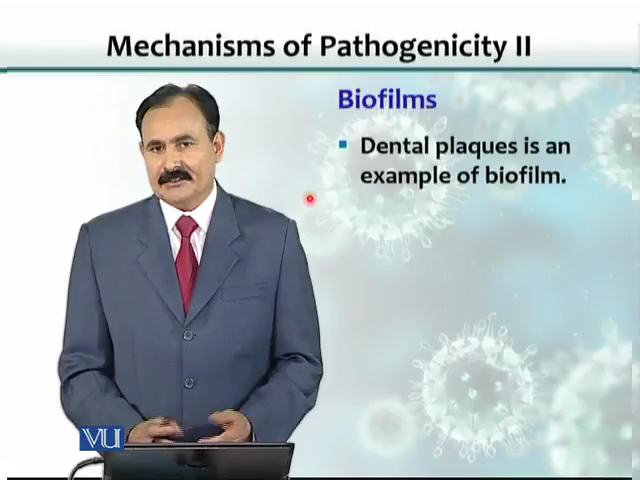 Mechanisms of Pathogenicity II
Biofilms
Dental plaques is an
example of biofilm.
VU